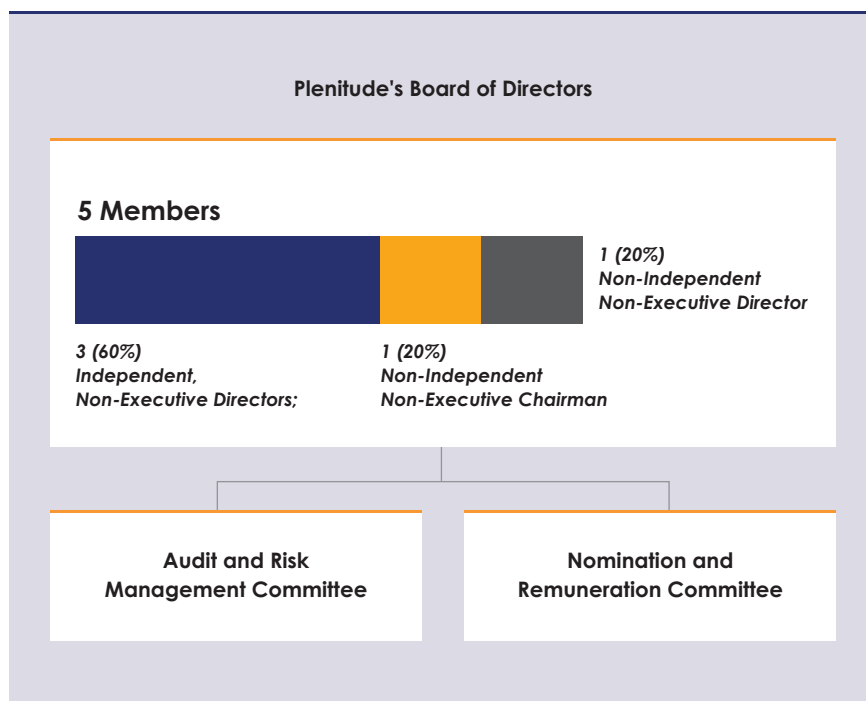 Plenitude's Board of Directors
5 Members
1 (20%)
Non-Independent
Non-Executive Director
3 (60%)
Independent,
Non-Executive Directors;
1 (20%)
Non-Independent
Non-Executive Chairman
Audit and Risk
Management Committee
Nomination and
Remuneration Committee